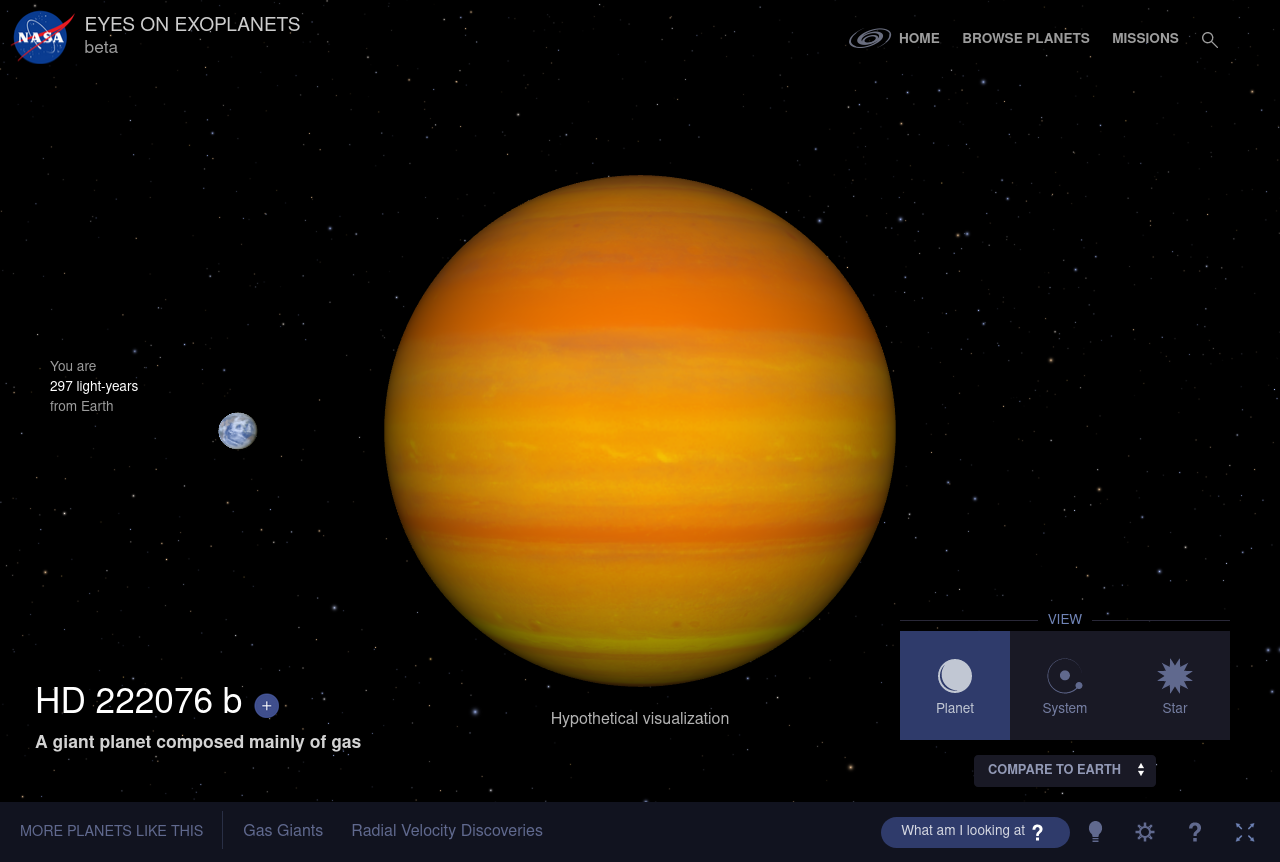 NASA
EYES ON EXOPLANETS
beta
HOME
BROWSE PLANETS
MISSIONS
You are
297 light-years
from Earth
HD 222076 b +
A giant planet composed mainly of gas
Hypothetical visualization
VIEW
Planet
System
Star
COMPARE TO EARTH
MORE PLANETS LIKE THIS
Gas Giants
Radial Velocity Discoveries
What am I looking at ?
?